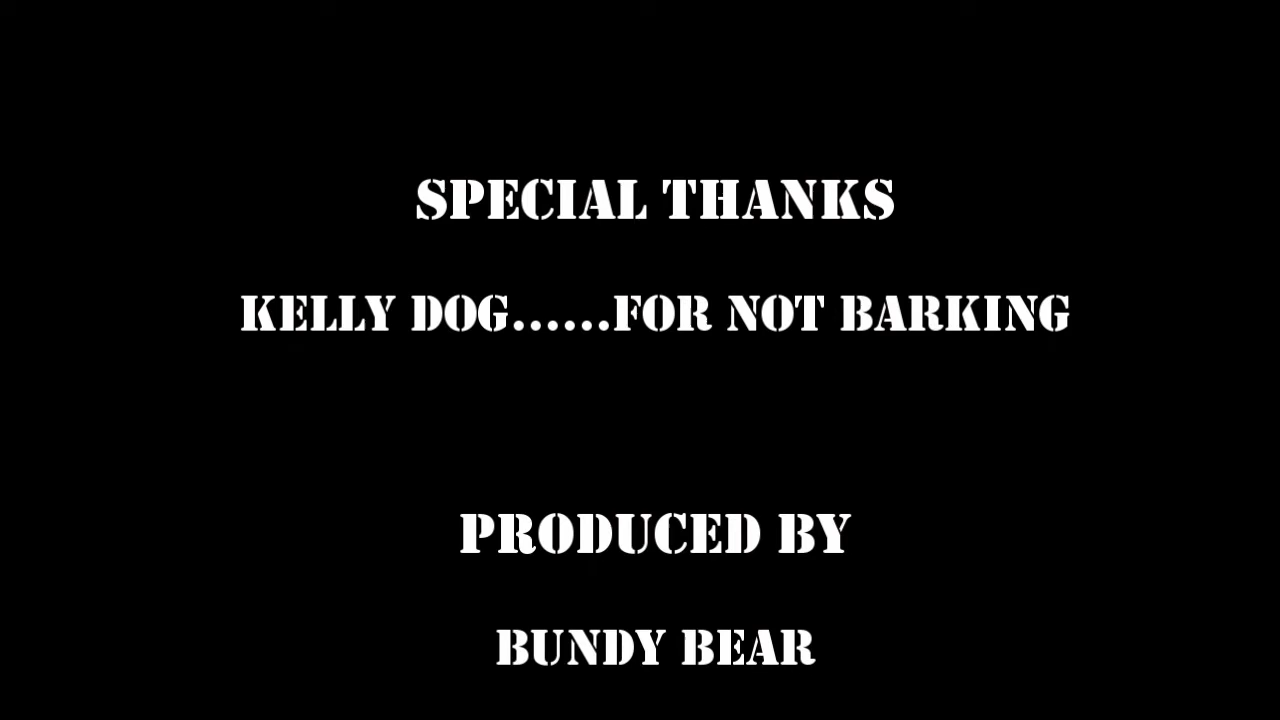 SPECIAL THANKS
KELLY DOG......FOR NOT BARKING
PRODUCED BY
BUNDY BEAR